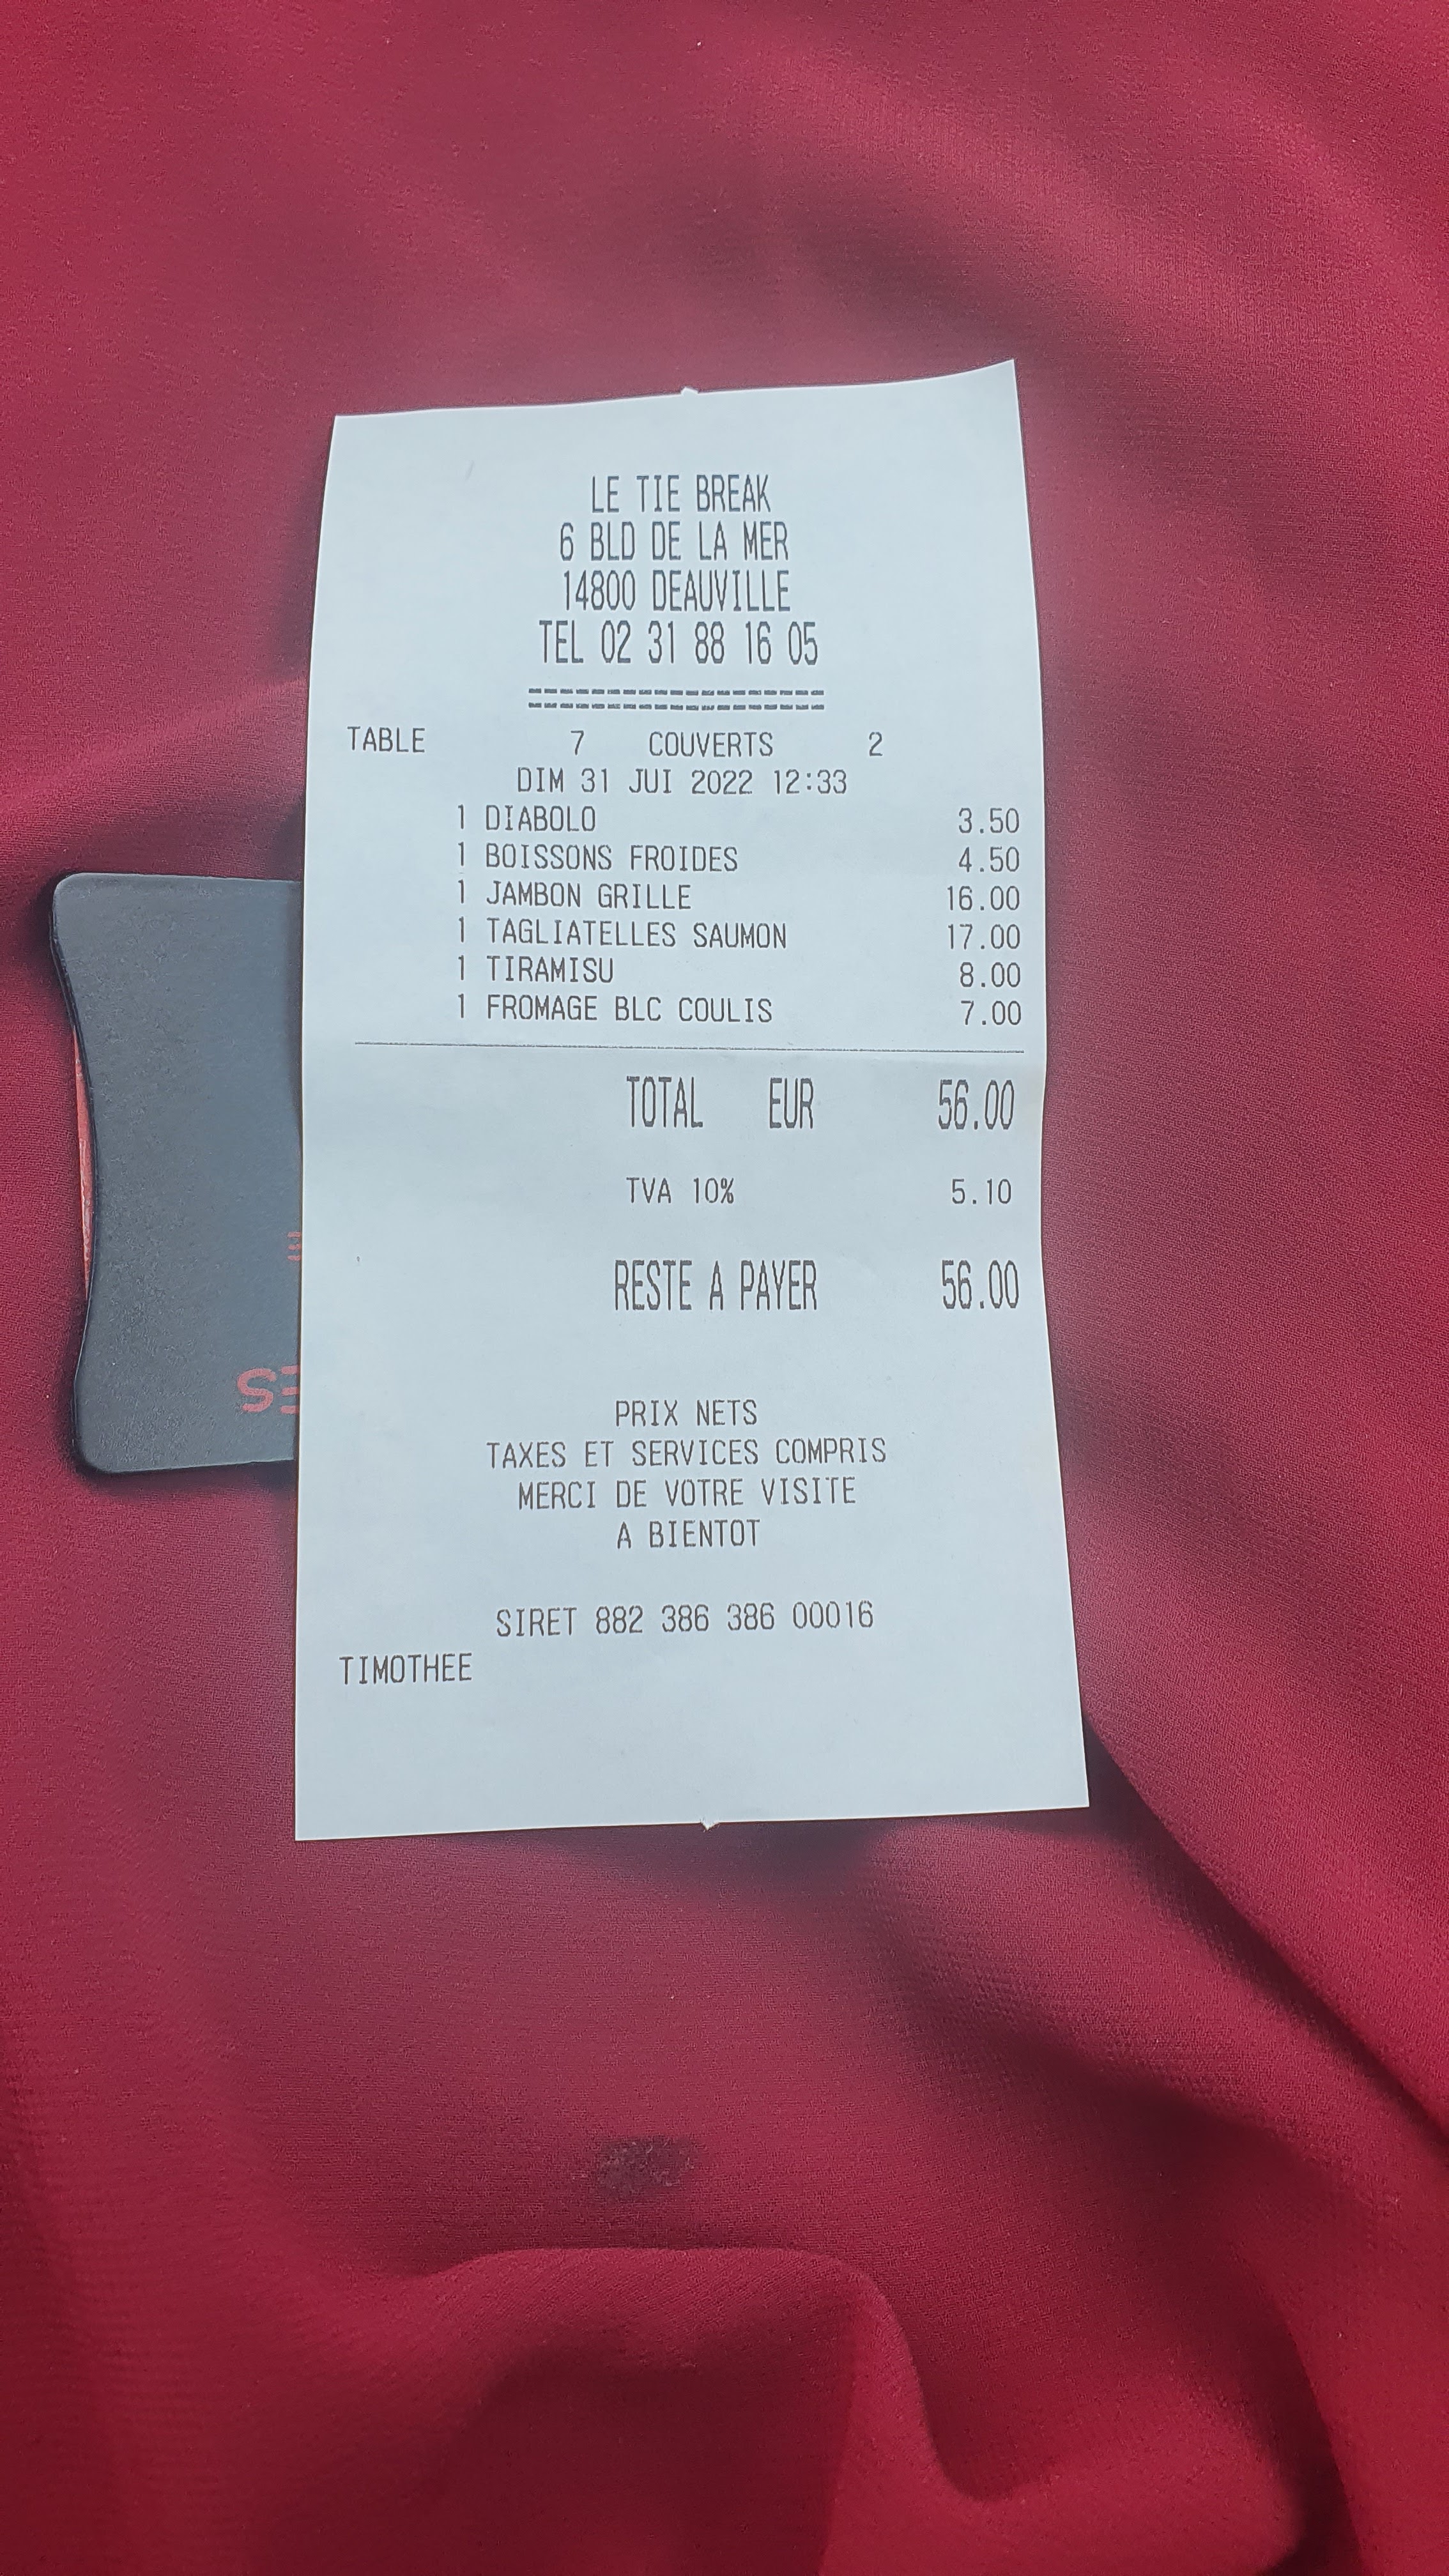 LE TIE BREAK
6 BLD DE LA MER
14800 DEAUVILLE
TEL 02 31 88 16 05
====================
TABLE 7 COUVERTS 2
DIM 31 JUI 2022 12:33
1 DIABOLO 3.50
1 BOISSONS FROIDES 4.50
1 JAMBON GRILLE 16.00
1 TAGLIATELLES SAUMON 17.00
1 TIRAMISU 8.00
1 FROMAGE BLC COULIS 7.00
TOTAL EUR 56.00
TVA 10% 5.10
RESTE A PAYER 56.00
PRIX NETS
TAXES ET SERVICES COMPRIS
MERCI DE VOTRE VISITE
A BIENTOT
SIRET 882 386 386 00016
TIMOTHEE